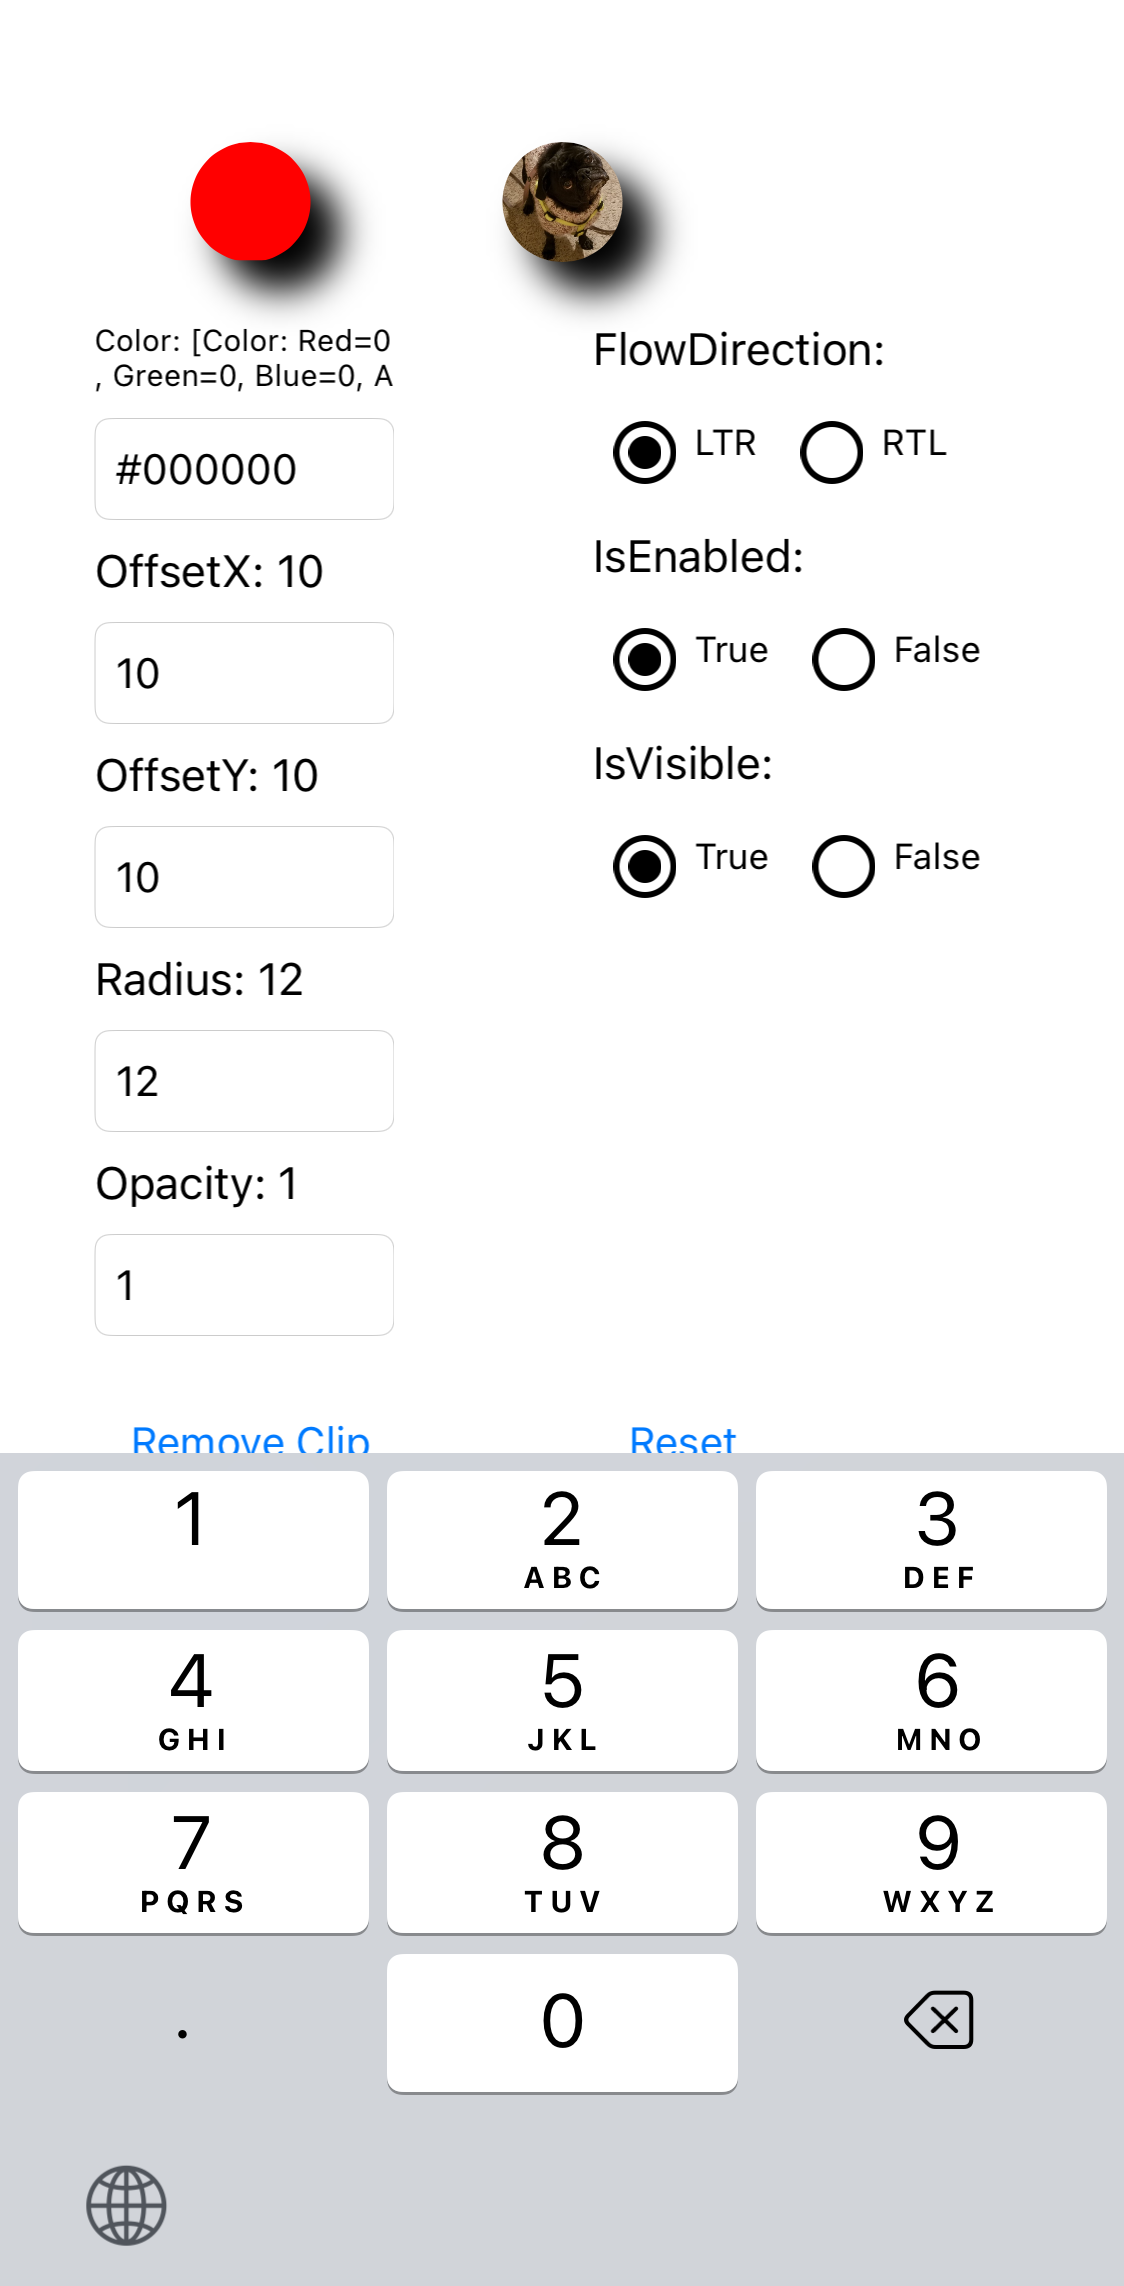 Color: [Color: Red=0
, Green=0, Blue=0, A
#000000
OffsetX: 10
10
OffsetY: 10
10
Radius: 12
12
Opacity: 1
1
FlowDirection:
LTR RTL
IsEnabled:
True False
IsVisible:
True False
Remove Clip Reset
1 2 3
ABC DEF
4 5 6
GHI JKL MNO
7 8 9
PQRS TUV WXYZ
. 0